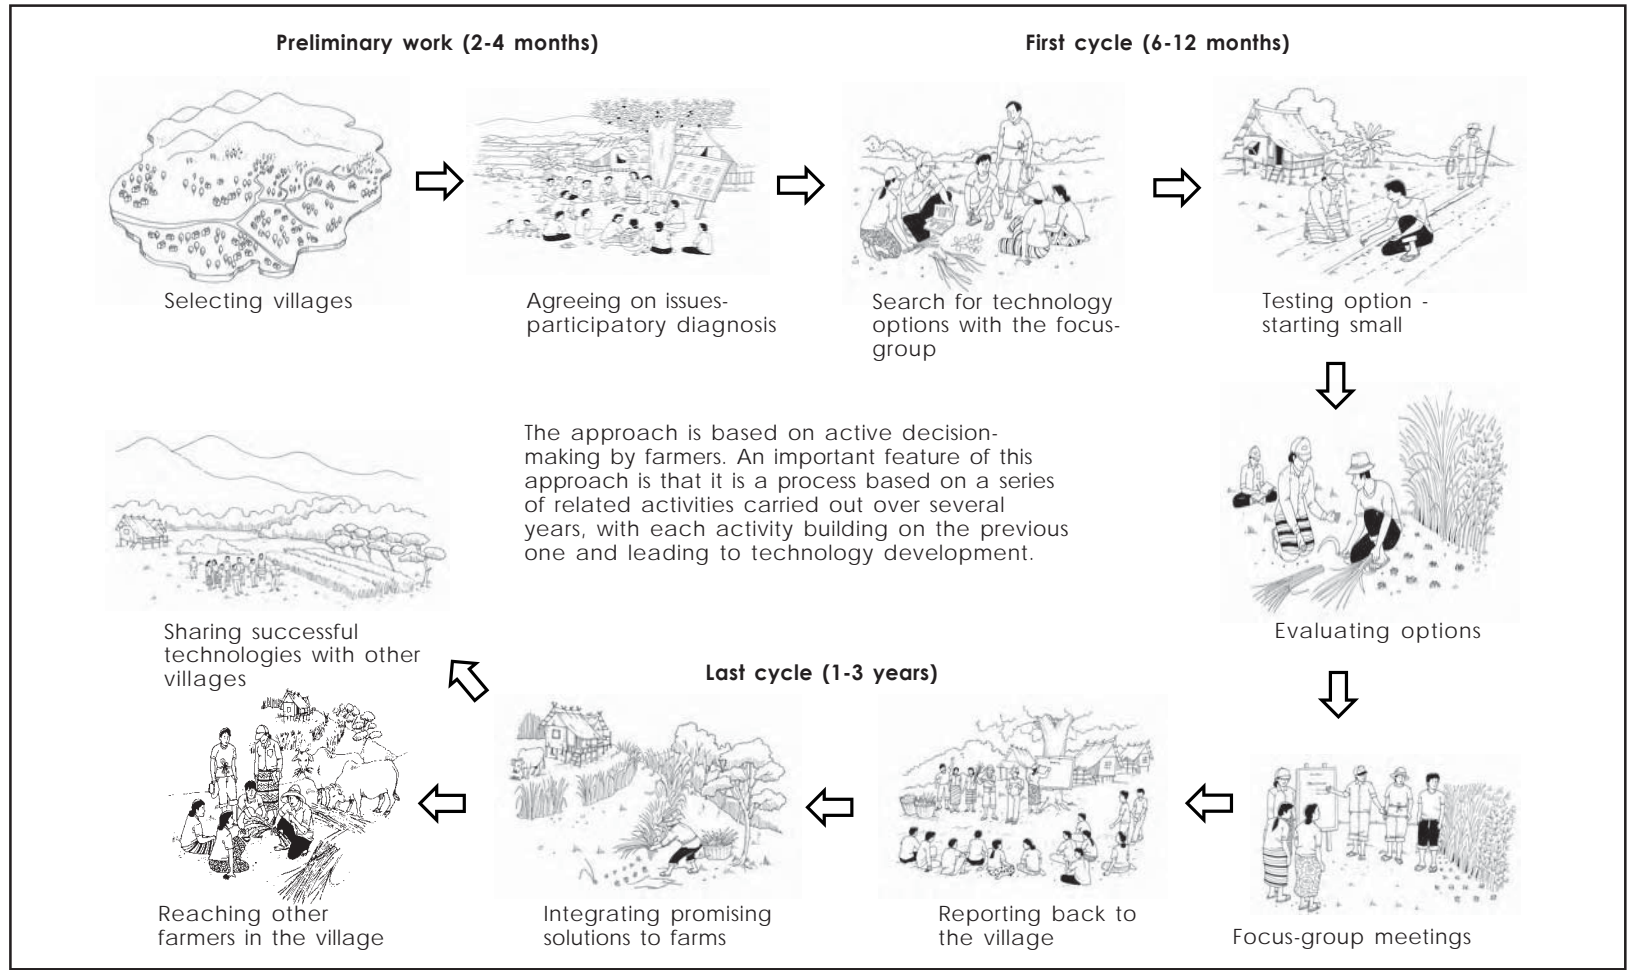 Preliminary work (2-4 months)
First cycle (6-12 months)
Selecting villages
Agreeing on issues-
participatory diagnosis
Search for technology
options with the focus-
group
Testing option -
starting small
The approach is based on active decision-
making by farmers. An important feature of this
approach is that it is a process based on a series
of related activities carried out over several
years, with each activity building on the previous
one and leading to technology development.
Evaluating options
Sharing successful
technologies with other
villages
Last cycle (1-3 years)
Reaching other
farmers in the village
Integrating promising
solutions to farms
Reporting back to
the village
Focus-group meetings